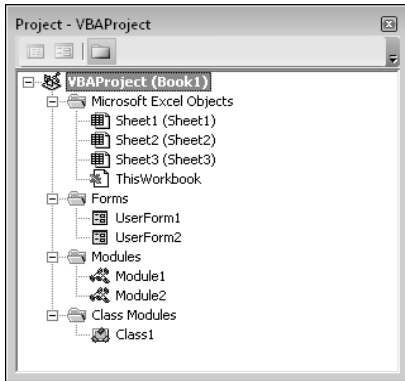 Project - VBAProject
VBAProject (Book1)
Microsoft Excel Objects
Sheet1 (Sheet1)
Sheet2 (Sheet2)
Sheet3 (Sheet3)
ThisWorkbook
Forms
UserForm1
UserForm2
Modules
Module1
Module2
Class Modules
Class1